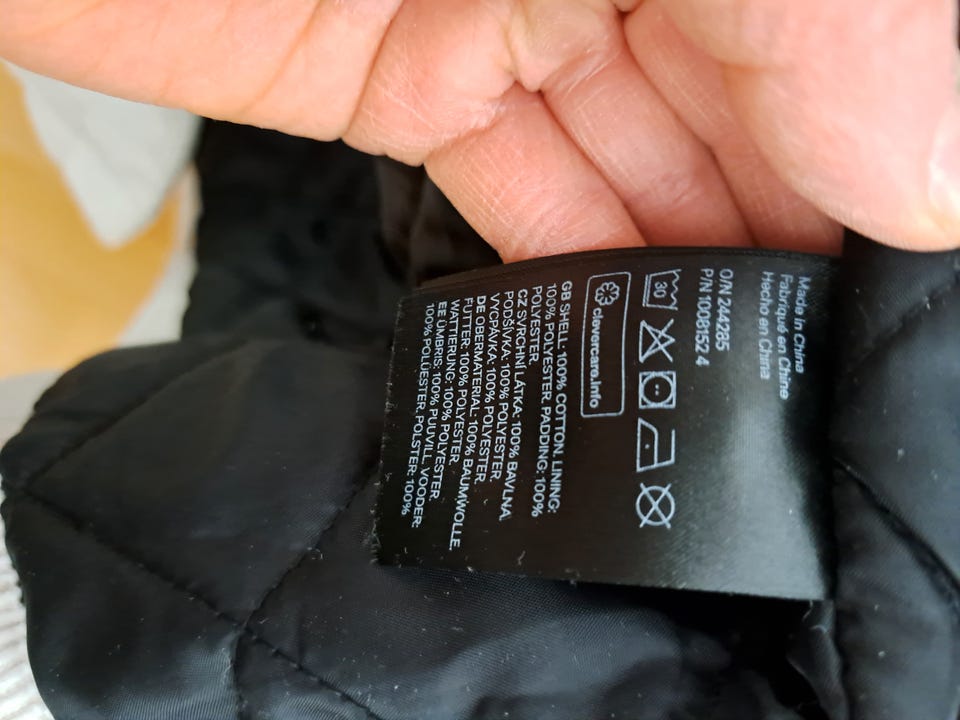 Made in China
Fabriqué en Chine
Hecho en China
O/N 244285
P/N 1008152 4
30
clevercare.info
GB SHELL: 100% COTTON. LINING:
100% POLYESTER. PADDING: 100%
POLYESTER.
CZ SVRCHNÍ LÁTKA: 100% BAVLNA.
PODŠÍVKA: 100% POLYESTER.
VÝCPÁVKA: 100% POLYESTER.
DE OBERMATERIAL: 100% BAUMWOLLE.
FUTTER: 100% POLYESTER.
WATTIERUNG: 100% POLYESTER.
EE ÜMBRIS: 100% PUUVILL. VOODER:
100% POLÜESTER. POLSTER: 100%